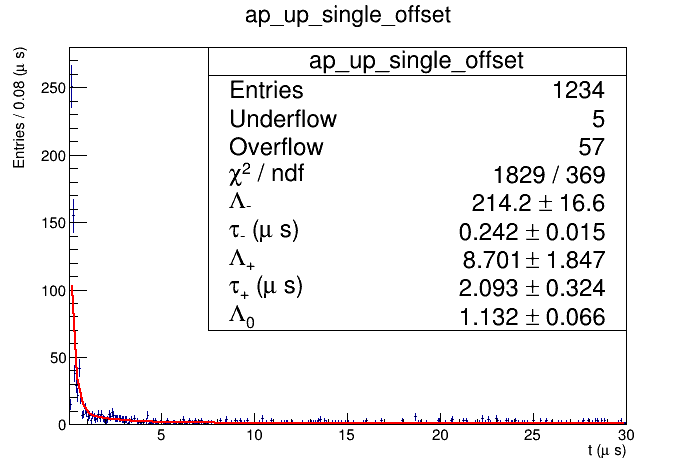 ap_up_single_offset
Entries / 0.08 (μ s)
250
200
150
100
50
0
ap_up_single_offset
Entries 1234
Underflow 5
Overflow 57
χ² / ndf 1829 / 369
Λ₋ 214.2 ± 16.6
τ₋ (μ s) 0.242 ± 0.015
Λ₊ 8.701 ± 1.847
τ₊ (μ s) 2.093 ± 0.324
Λ₀ 1.132 ± 0.066
5 10 15 20 25 30
t (μ s)